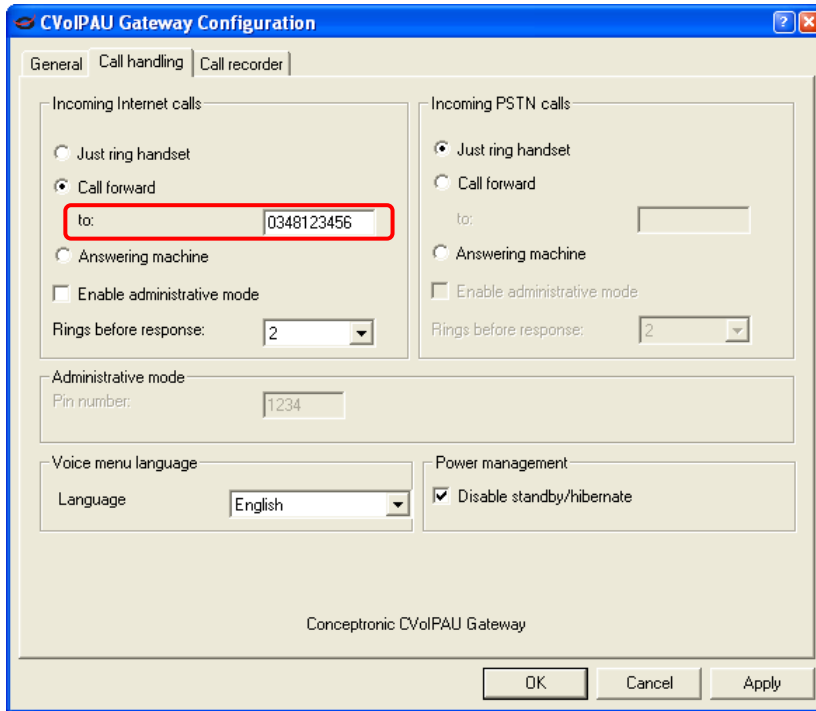 CVoIPAU Gateway Configuration
General Call handling Call recorder
Incoming Internet calls
Just ring handset
Call forward
to: 0348123456
Answering machine
Enable administrative mode
Rings before response: 2
Incoming PSTN calls
Just ring handset
Call forward
to:
Answering machine
Enable administrative mode
Rings before response: 2
Administrative mode
Pin number: 1234
Voice menu language
Language English
Power management
Disable standby/hibernate
Conceptronic CVoIPAU Gateway
OK Cancel Apply